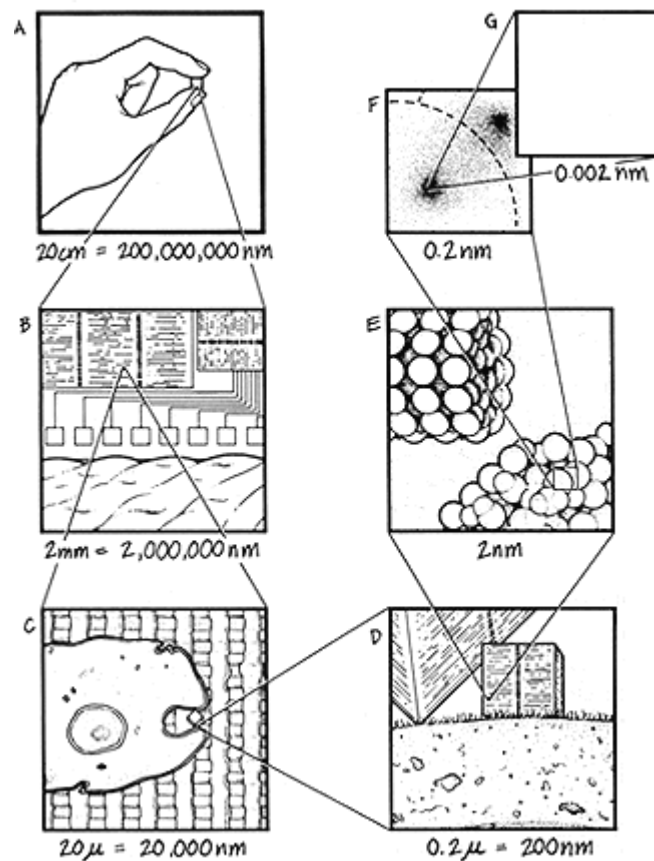 A
20cm = 200,000,000nm
B
2mm = 2,000,000nm
C
20μ = 20,000nm
D
0.2μ = 200nm
E
2nm
F
0.2nm
G
0.002nm